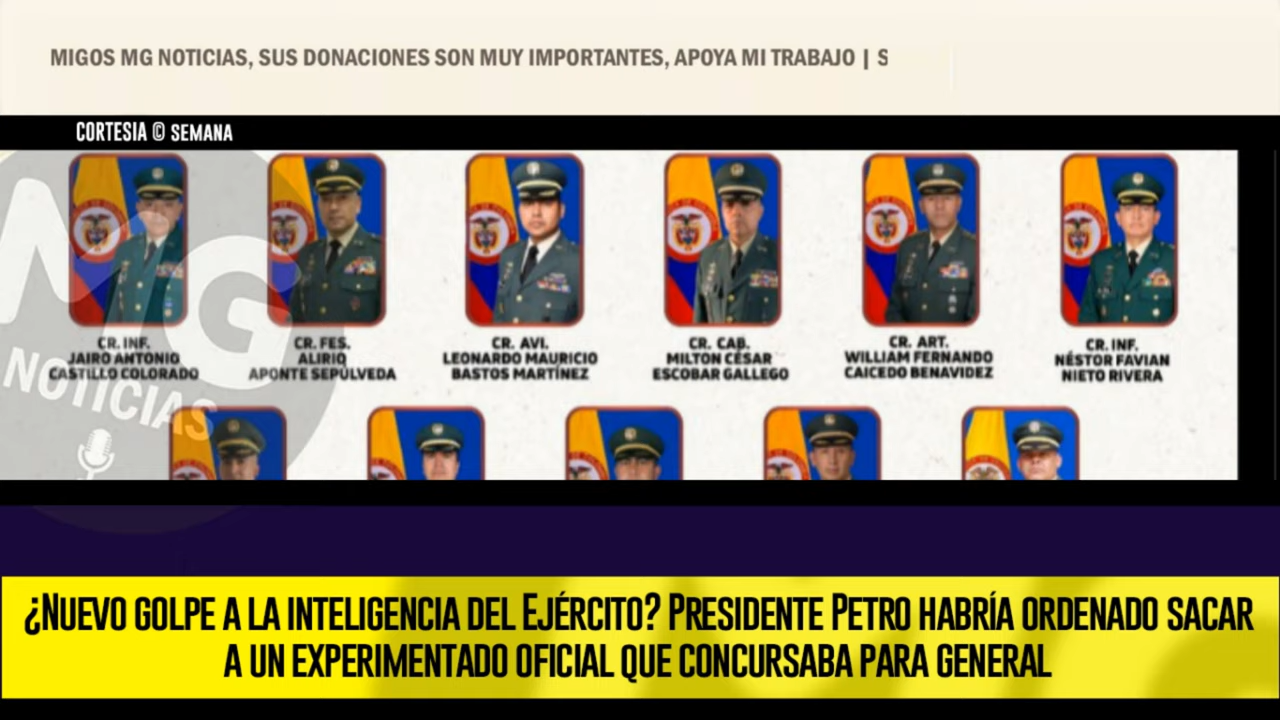 MIGOS MG NOTICIAS, SUS DONACIONES SON MUY IMPORTANTES, APOYA MI TRABAJO | S
CORTESIA © SEMANA
MG
NOTICIAS
CR. INF.
JAIRO ANTONIO
CASTILLO COLORADO
CR. FES.
ALIRIO
APONTE SEPÚLVEDA
CR. AVI.
LEONARDO MAURICIO
BASTOS MARTÍNEZ
CR. CAB.
MILTON CÉSAR
ESCOBAR GALLEGO
CR. ART.
WILLIAM FERNANDO
CAICEDO BENAVIDEZ
CR. INF.
NÉSTOR FAVIAN
NIETO RIVERA
¿NUEVO GOLPE A LA INTELIGENCIA DEL EJÉRCITO? PRESIDENTE PETRO HABRÍA ORDENADO SACAR
A UN EXPERIMENTADO OFICIAL QUE CONCURSABA PARA GENERAL